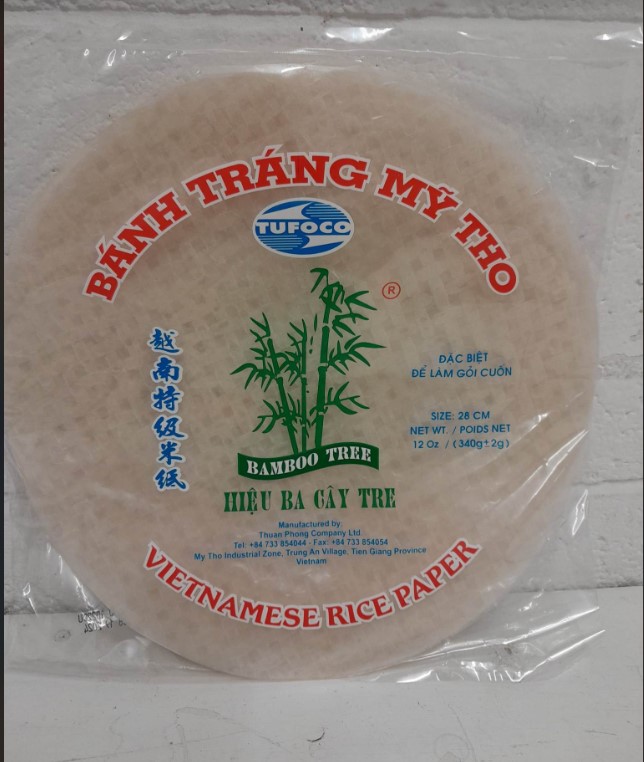 BÁNH TRÁNG MỸ THO
TUFOCO
®
越南特级米纸
ĐẶC BIỆT
ĐỂ LÀM GỎI CUỐN
SIZE: 28 CM
NET WT. / POIDS NET
12 Oz / (340g±2g)
BAMBOO TREE
HIỆU BA CÂY TRE
Manufactured by
Thuan Phong Company Ltd
Tel: +84 733 854044 - Fax: +84 733 854054
My Tho Industrial Zone, Trung An Village, Tien Giang Province
Vietnam
VIETNAMESE RICE PAPER